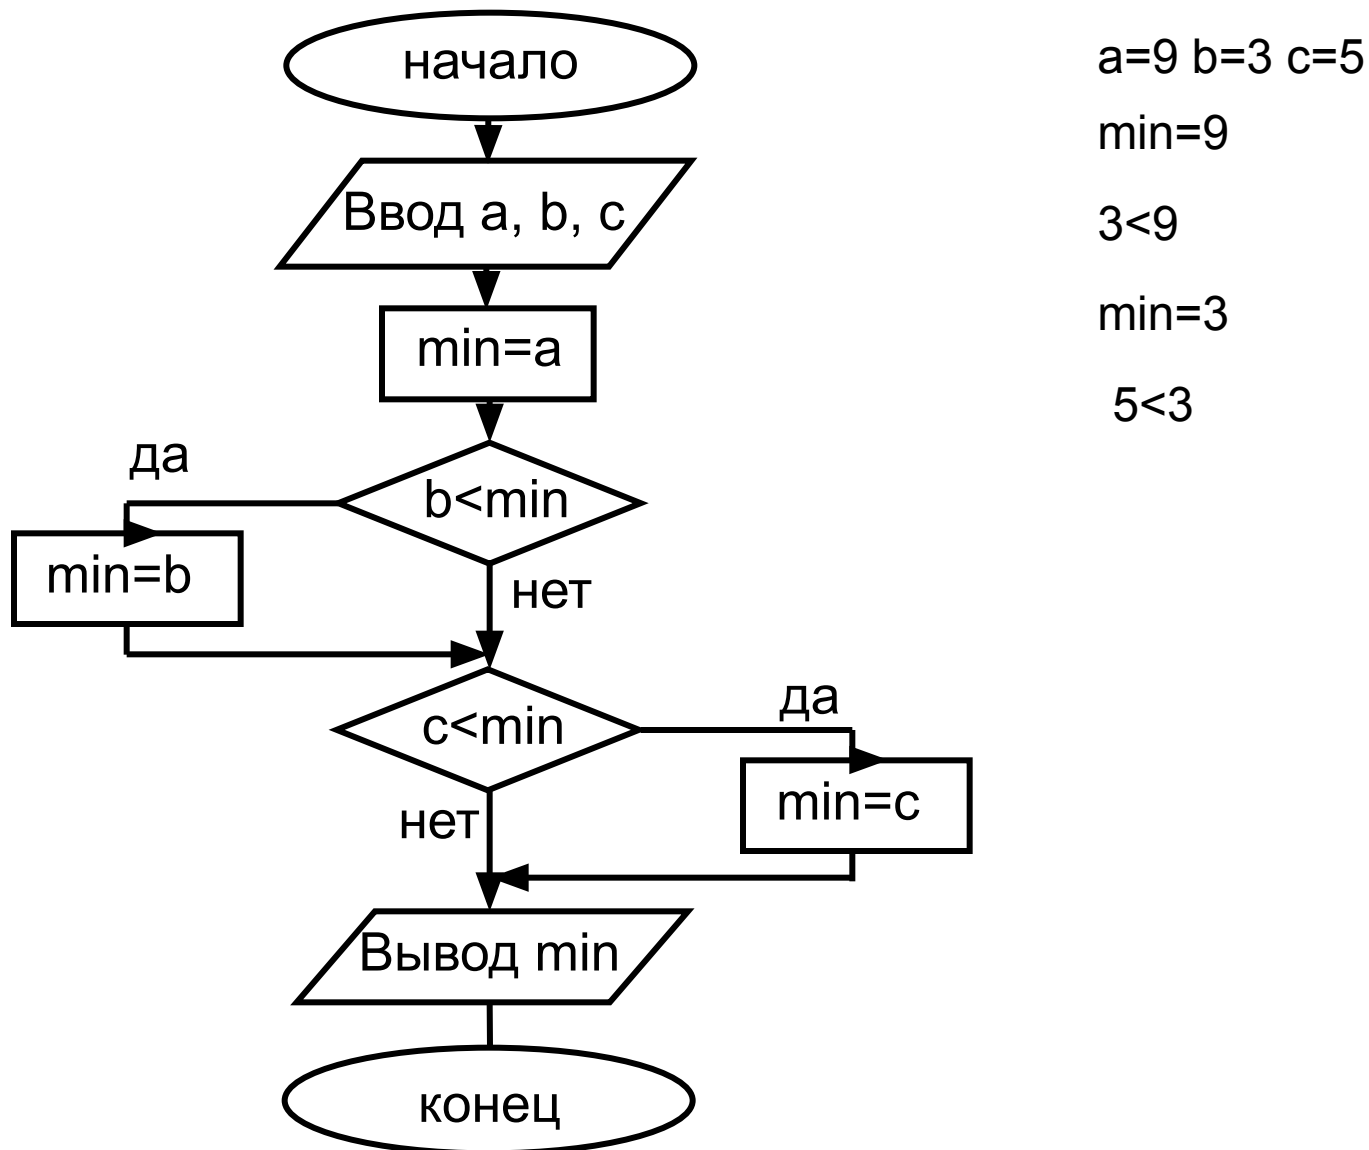 начало
Ввод a, b, c
min=a
да
b<min
min=b
нет
c<min
да
min=c
нет
Вывод min
конец
a=9 b=3 c=5
min=9
3<9
min=3
5<3